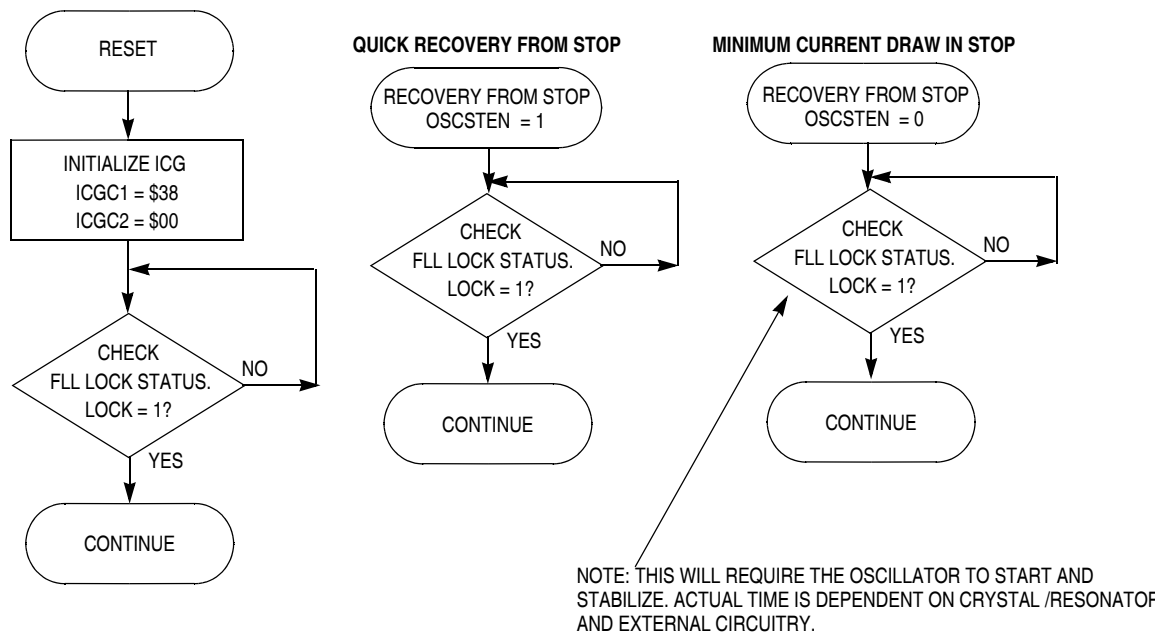 RESET
INITIALIZE ICG
ICGC1 = $38
ICGC2 = $00
CHECK
FLL LOCK STATUS.
LOCK = 1?
NO
YES
CONTINUE
QUICK RECOVERY FROM STOP
RECOVERY FROM STOP
OSCSTEN = 1
CHECK
FLL LOCK STATUS.
LOCK = 1?
NO
YES
CONTINUE
MINIMUM CURRENT DRAW IN STOP
RECOVERY FROM STOP
OSCSTEN = 0
CHECK
FLL LOCK STATUS.
LOCK = 1?
NO
YES
CONTINUE
NOTE: THIS WILL REQUIRE THE OSCILLATOR TO START AND
STABILIZE. ACTUAL TIME IS DEPENDENT ON CRYSTAL /RESONATOR
AND EXTERNAL CIRCUITRY.